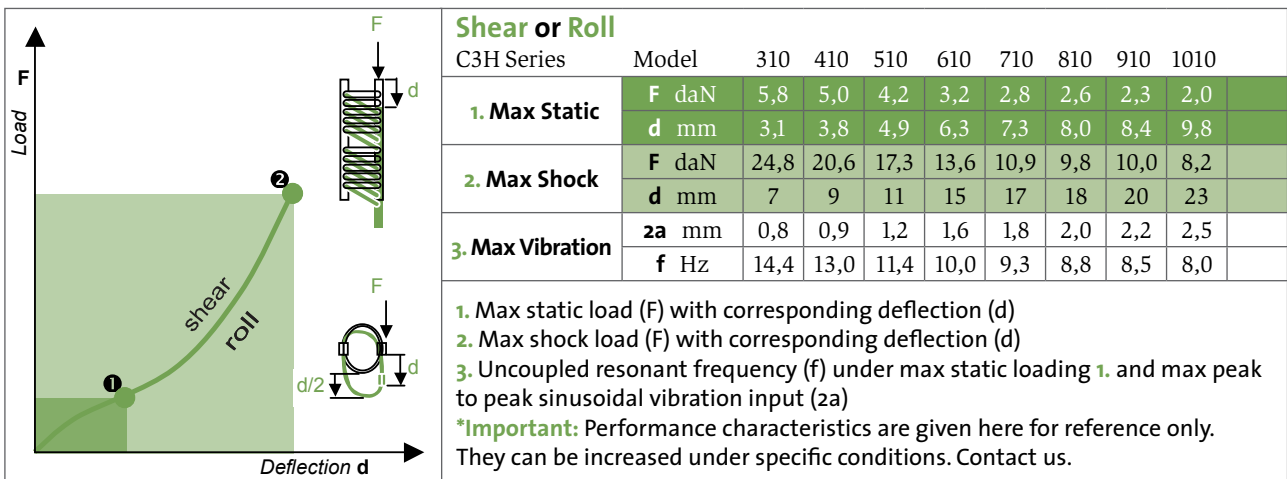 F
Load
❷
❶
shear
roll
Deflection d
F
d
F
d
d/2
Shear or Roll
C3H Series Model 310 410 510 610 710 810 910 1010
1. Max Static
F daN 5,8 5,0 4,2 3,2 2,8 2,6 2,3 2,0
d mm 3,1 3,8 4,9 6,3 7,3 8,0 8,4 9,8
2. Max Shock
F daN 24,8 20,6 17,3 13,6 10,9 9,8 10,0 8,2
d mm 7 9 11 15 17 18 20 23
3. Max Vibration
2a mm 0,8 0,9 1,2 1,6 1,8 2,0 2,2 2,5
f Hz 14,4 13,0 11,4 10,0 9,3 8,8 8,5 8,0
1. Max static load (F) with corresponding deflection (d)
2. Max shock load (F) with corresponding deflection (d)
3. Uncoupled resonant frequency (f) under max static loading 1. and max peak
to peak sinusoidal vibration input (2a)
*Important: Performance characteristics are given here for reference only.
They can be increased under specific conditions. Contact us.